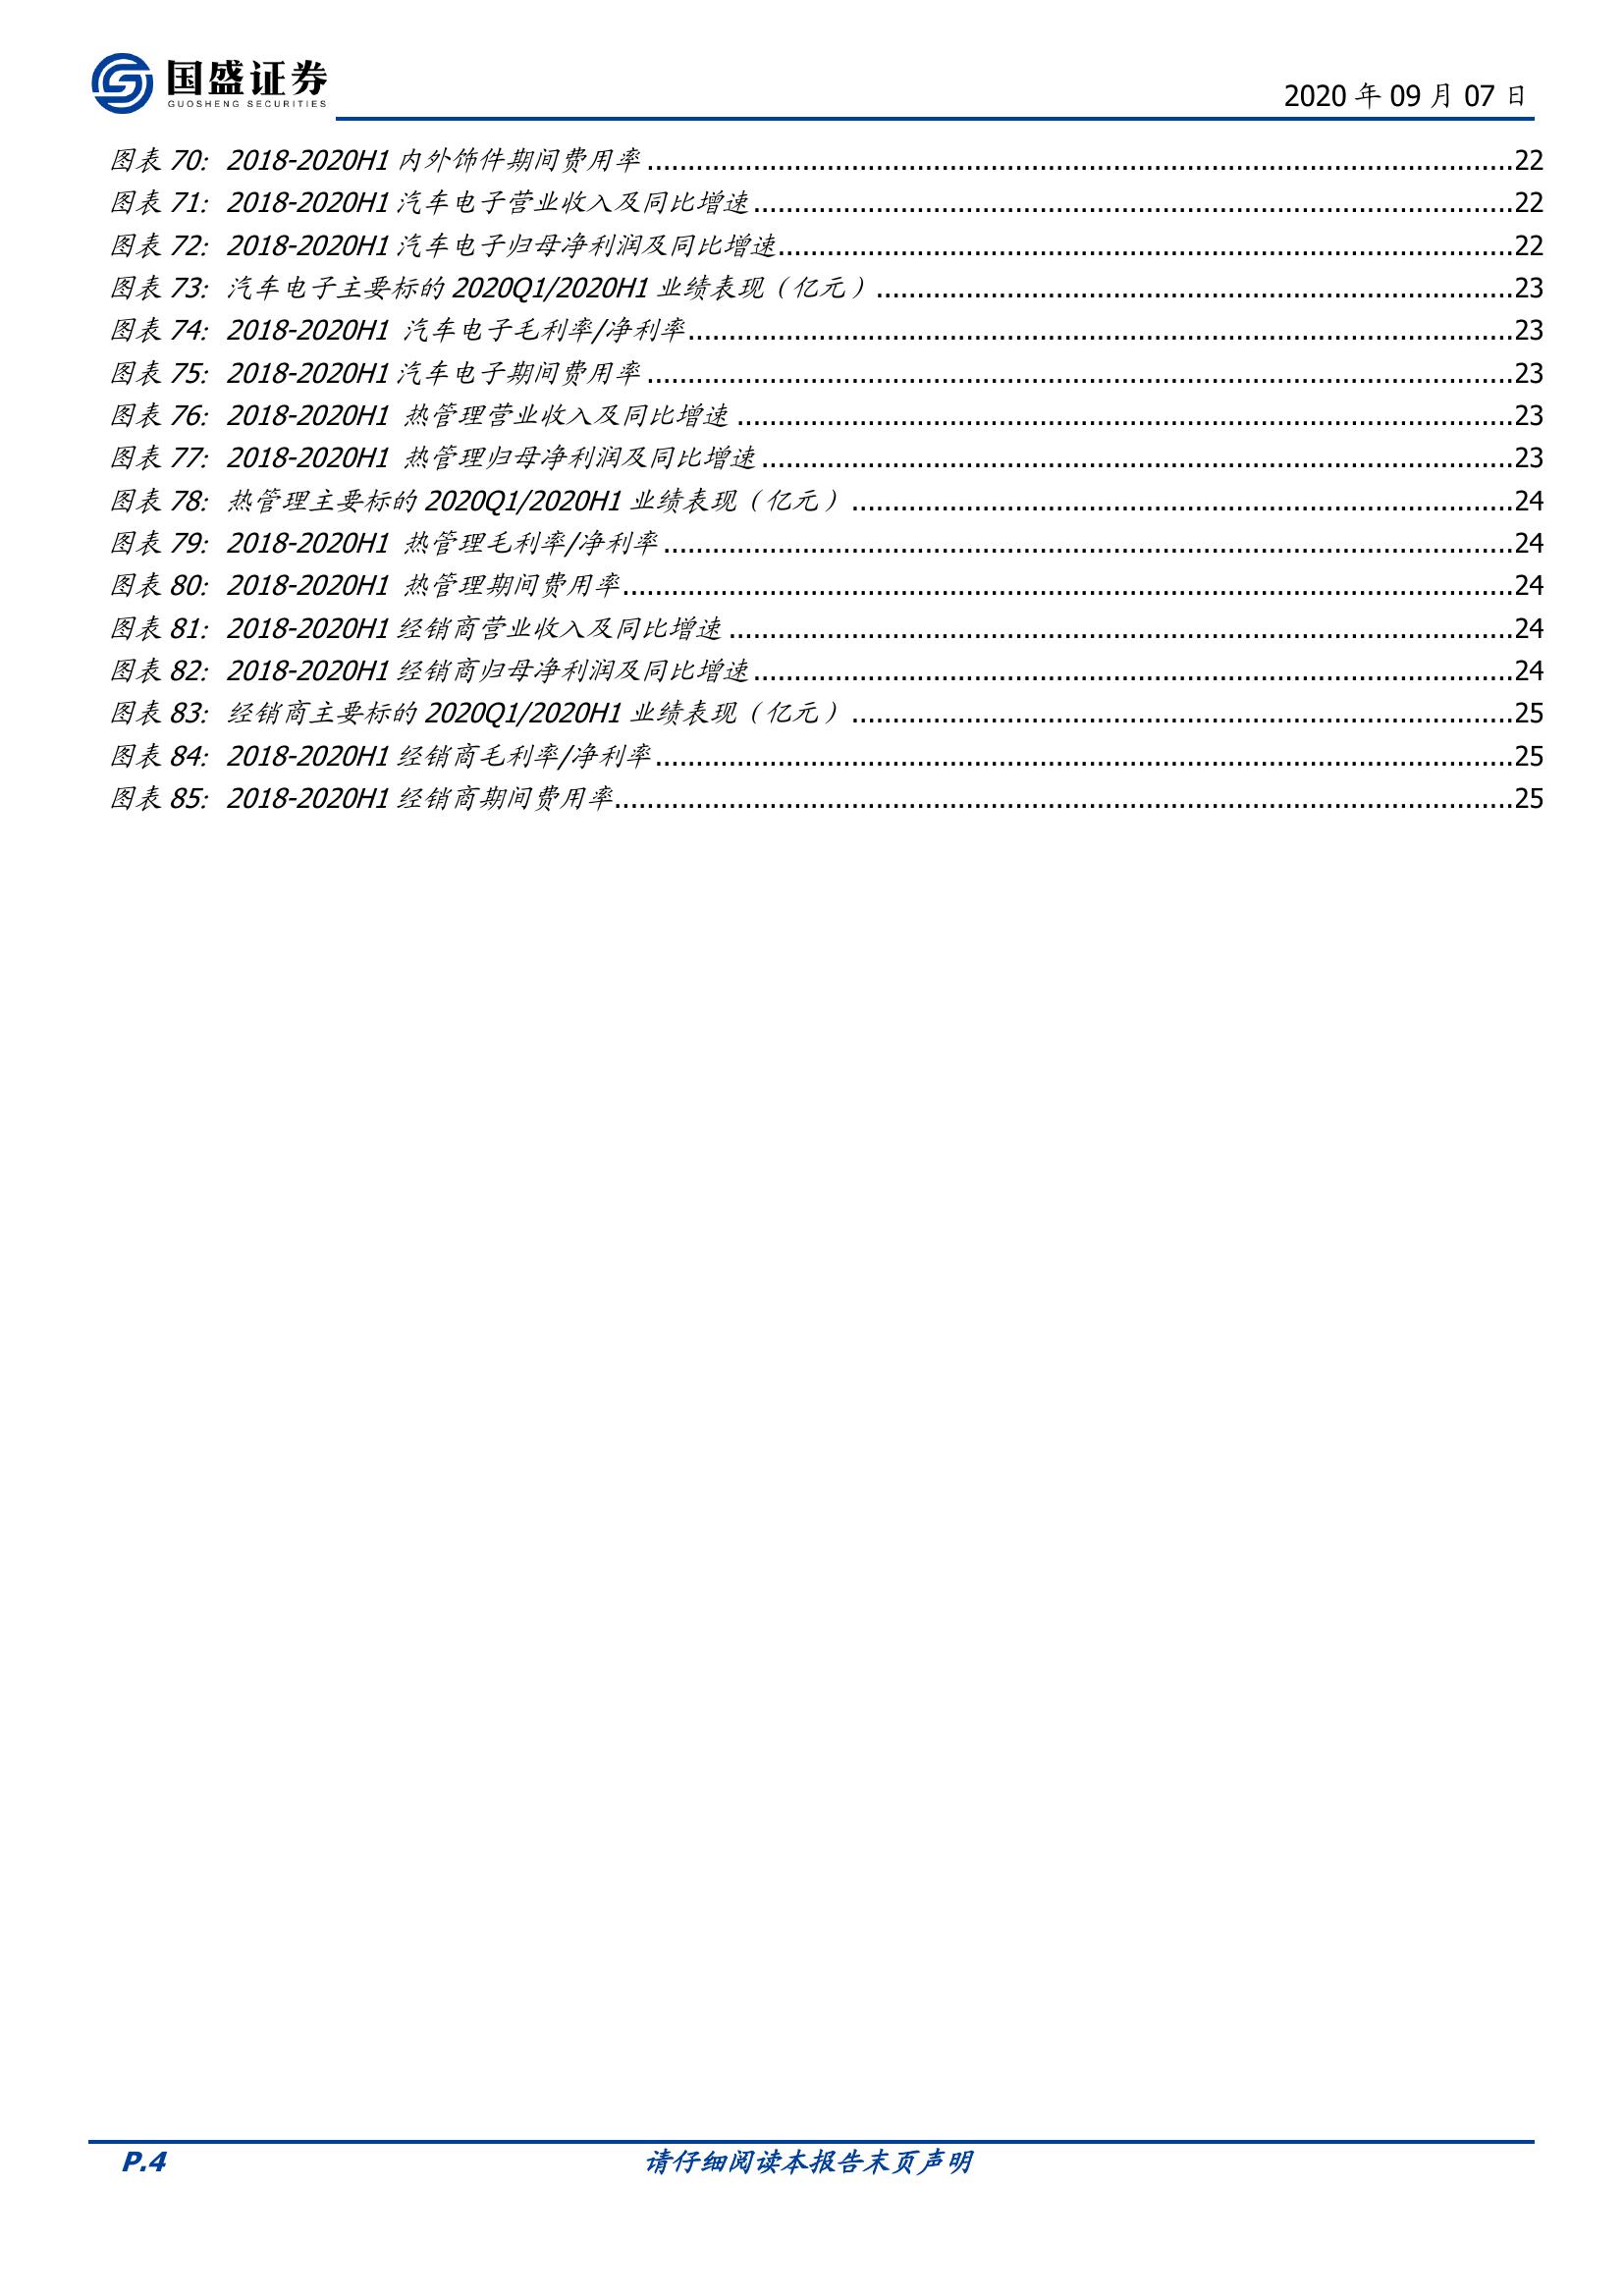 国盛证券
GUOSHENG SECURITIES
2020 年 09 月 07 日
图表 70: 2018-2020H1 内外饰件期间费用率 ........ 22
图表 71: 2018-2020H1 汽车电子营业收入及同比增速 ........ 22
图表 72: 2018-2020H1 汽车电子归母净利润及同比增速 ........ 22
图表 73: 汽车电子主要标的 2020Q1/2020H1 业绩表现（亿元） ........ 23
图表 74: 2018-2020H1 汽车电子毛利率/净利率 ........ 23
图表 75: 2018-2020H1 汽车电子期间费用率 ........ 23
图表 76: 2018-2020H1 热管理营业收入及同比增速 ........ 23
图表 77: 2018-2020H1 热管理归母净利润及同比增速 ........ 23
图表 78: 热管理主要标的 2020Q1/2020H1 业绩表现（亿元） ........ 24
图表 79: 2018-2020H1 热管理毛利率/净利率 ........ 24
图表 80: 2018-2020H1 热管理期间费用率 ........ 24
图表 81: 2018-2020H1 经销商营业收入及同比增速 ........ 24
图表 82: 2018-2020H1 经销商归母净利润及同比增速 ........ 24
图表 83: 经销商主要标的 2020Q1/2020H1 业绩表现（亿元） ........ 25
图表 84: 2018-2020H1 经销商毛利率/净利率 ........ 25
图表 85: 2018-2020H1 经销商期间费用率 ........ 25
P.4 请仔细阅读本报告末页声明